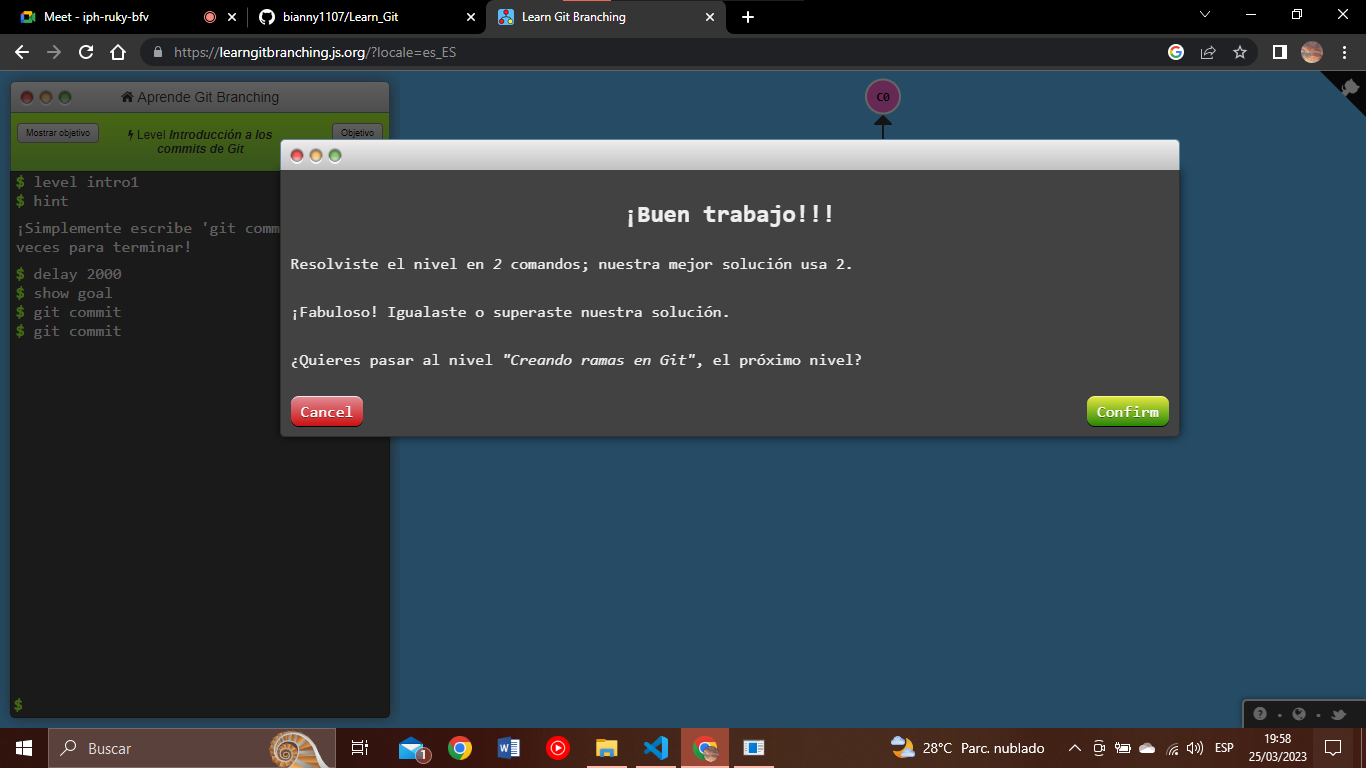 Meet - iph-ruky-bfv
bianny1107/Learn_Git
Learn Git Branching
https://learngitbranching.js.org/?locale=es_ES
Aprende Git Branching
Mostrar objetivo
Level Introducción a los
commits de Git
Objetivo
$ level intro1
$ hint
¡Simplemente escribe 'git comm
veces para terminar!
$ delay 2000
$ show goal
$ git commit
$ git commit
$
C0
¡Buen trabajo!!!
Resolviste el nivel en 2 comandos; nuestra mejor solución usa 2.
¡Fabuloso! Igualaste o superaste nuestra solución.
¿Quieres pasar al nivel "Creando ramas en Git", el próximo nivel?
Cancel
Confirm
Buscar
1
28°C Parc. nublado
ESP
19:58
25/03/2023